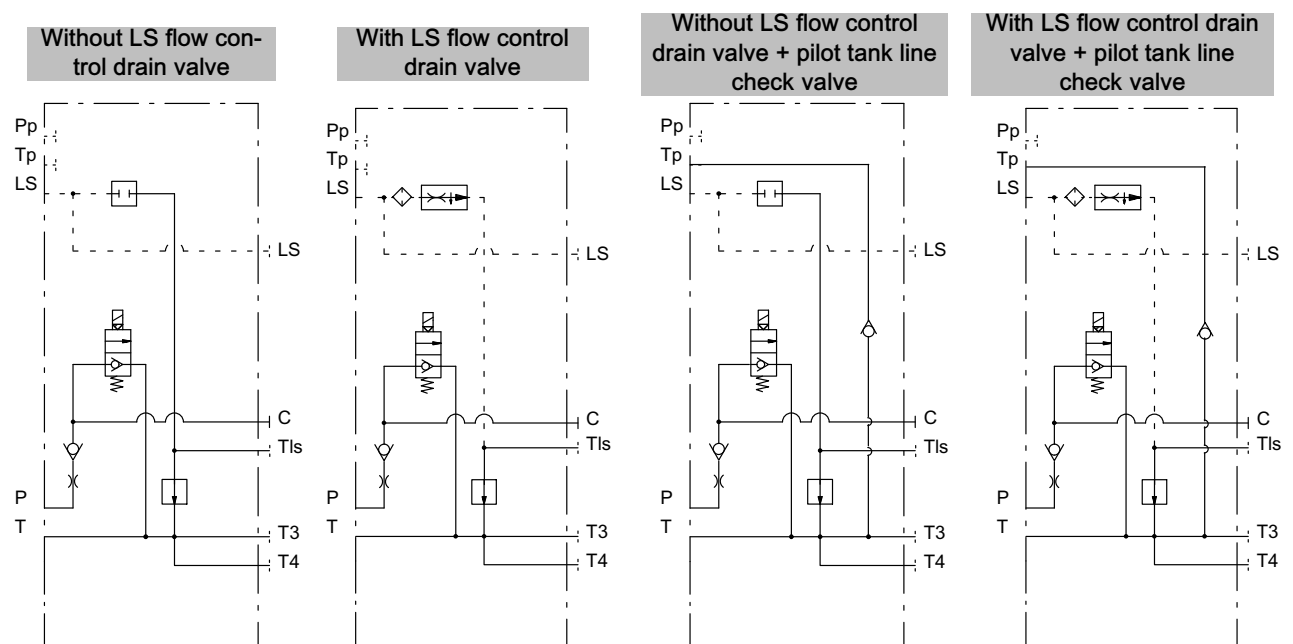 Without LS flow con-
trol drain valve
With LS flow control
drain valve
Without LS flow control
drain valve + pilot tank line
check valve
With LS flow control drain
valve + pilot tank line
check valve
Pp
Tp
LS
LS
C
Tls
P
T
T3
T4
Pp
Tp
LS
LS
C
Tls
P
T
T3
T4
Pp
Tp
LS
LS
C
Tls
P
T
T3
T4
Pp
Tp
LS
LS
C
Tls
P
T
T3
T4